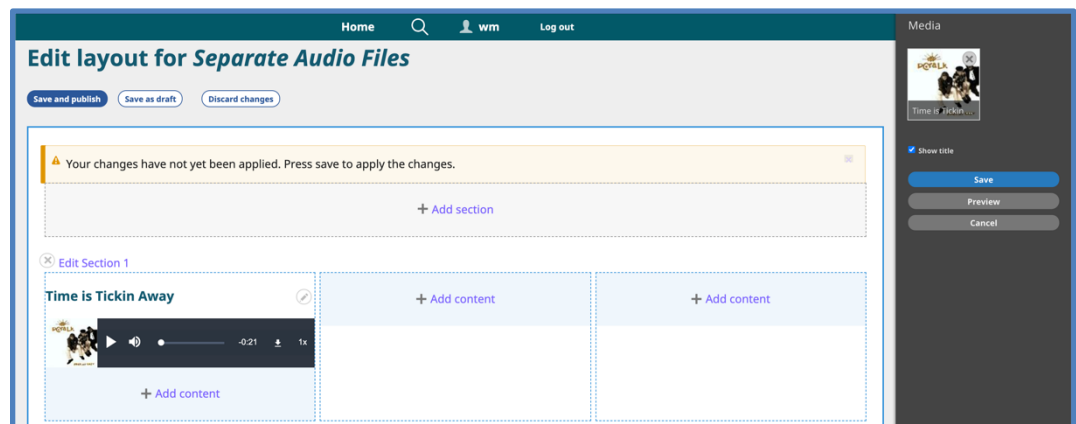 Home wm Log out
Media
Edit layout for Separate Audio Files
Save and publish Save as draft Discard changes
DC TALK
Time is Tickin ...
Your changes have not yet been applied. Press save to apply the changes.
Show title
Save
Preview
Cancel
+ Add section
Edit Section 1
Time is Tickin Away
+ Add content
+ Add content
-0:21 1x
+ Add content